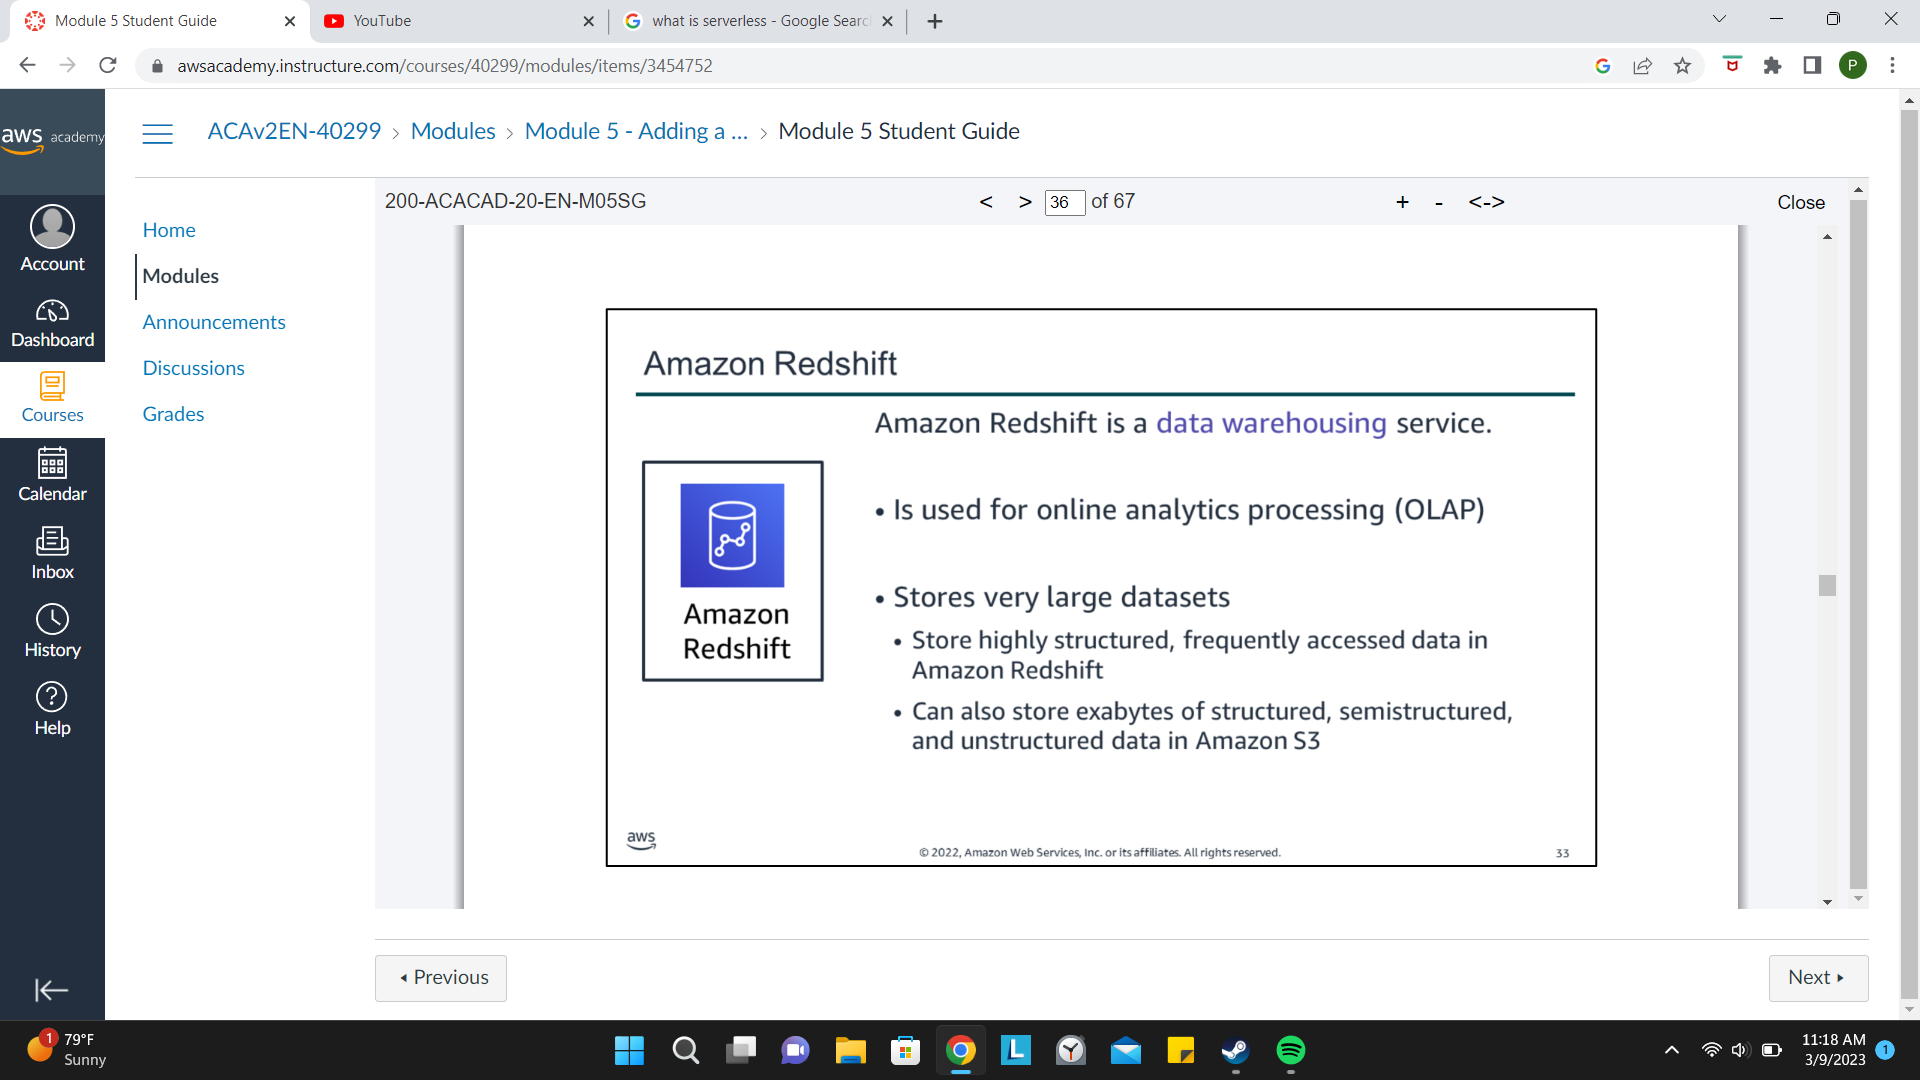 Module 5 Student Guide
YouTube
what is serverless - Google Searc
awsacademy.instructure.com/courses/40299/modules/items/3454752
P
aws academy
ACAv2EN-40299 > Modules > Module 5 - Adding a ... > Module 5 Student Guide
200-ACACAD-20-EN-M05SG
< > 36 of 67
+ - <->
Close
Account
Dashboard
Courses
Calendar
Inbox
History
Help
Home
Modules
Announcements
Discussions
Grades
Amazon Redshift
Amazon Redshift is a data warehousing service.
Amazon
Redshift
• Is used for online analytics processing (OLAP)
• Stores very large datasets
• Store highly structured, frequently accessed data in
Amazon Redshift
• Can also store exabytes of structured, semistructured,
and unstructured data in Amazon S3
aws
© 2022, Amazon Web Services, Inc. or its affiliates. All rights reserved.
33
Previous
Next
1
79°F
Sunny
L
11:18 AM
3/9/2023
1